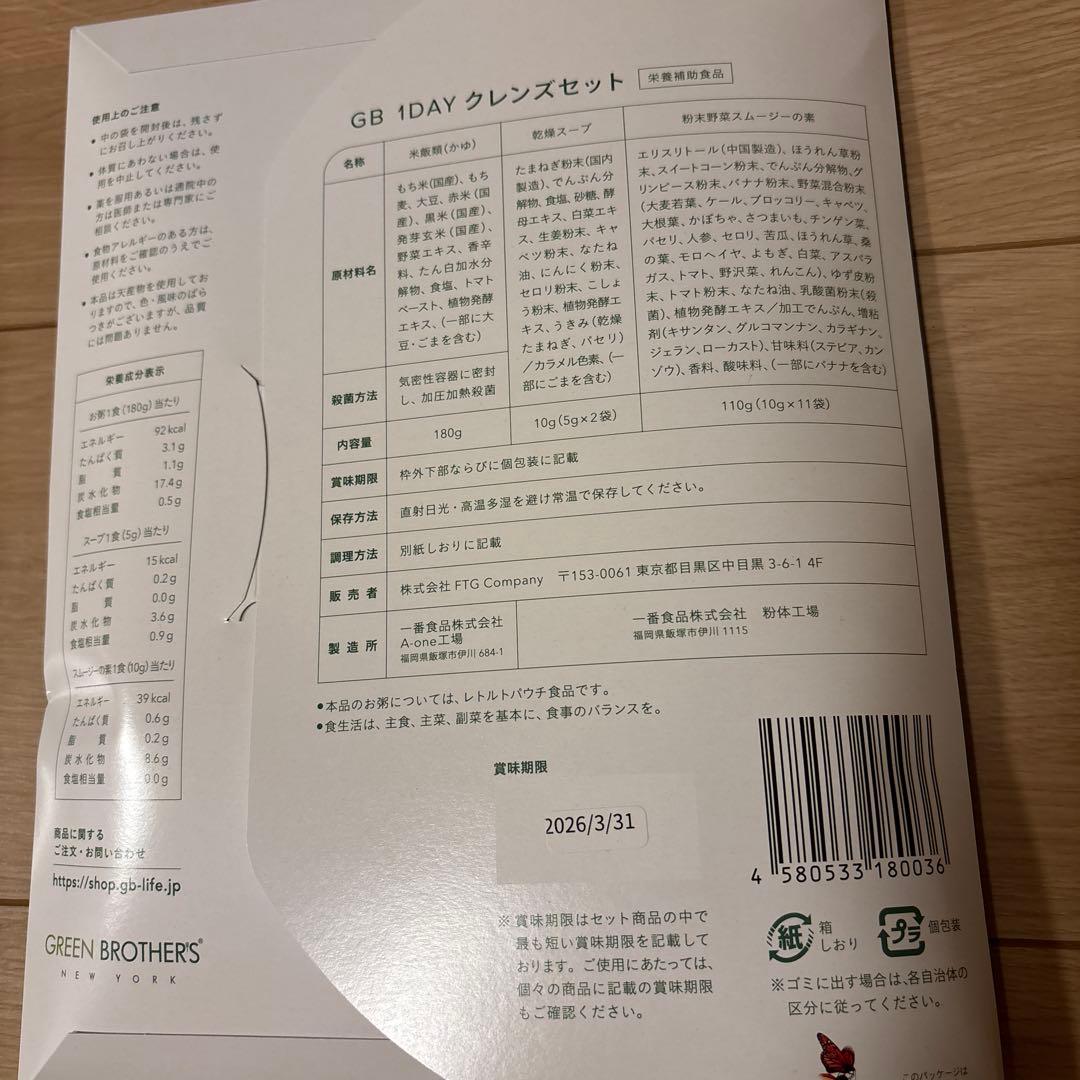 使用上のご注意
● 中の袋を開封後は、残さず
にお召し上がりください。
● 体質にあわない場合は、使
用を中止してください。
● 薬を服用あるいは通院中の
方は医師または専門家にご
相談ください。
● 食物アレルギーのある方は、
原材料をご確認のうえでご
使用ください。
● 本品は天産物を使用してお
りますので、色・風味のばら
つきがございますが、品質
には問題ありません。
栄養成分表示
お粥1食(180g)当たり
エネルギー 92kcal
たんぱく質 3.1g
脂質 1.1g
炭水化物 17.4g
食塩相当量 0.5g
スープ1食(5g)当たり
エネルギー 15kcal
たんぱく質 0.2g
脂質 0.0g
炭水化物 3.6g
食塩相当量 0.9g
スムージーの素1食(10g)当たり
エネルギー 39kcal
たんぱく質 0.6g
脂質 0.2g
炭水化物 8.6g
食塩相当量 0.0g
商品に関する
ご注文・お問い合わせ
https://shop.gb-life.jp
GREEN BROTHER'S®
NEW YORK
GB 1DAY クレンズセット 栄養補助食品
名称
米飯類(かゆ)
乾燥スープ
粉末野菜スムージーの素
原材料名
もち米(国産)、もち
麦、大豆、赤米(国
産)、黒米(国産)、
発芽玄米(国産)、
野菜エキス、香辛
料、たん白加水分
解物、食塩、トマト
ペースト、植物発酵
エキス、(一部に大
豆・ごまを含む)
たまねぎ粉末(国内
製造)、でんぷん分
解物、食塩、砂糖、酵
母エキス、白菜エキ
ス、生姜粉末、キャ
ベツ粉末、なたね
油、にんにく粉末、
セロリ粉末、こしょ
う粉末、植物発酵エ
キス、うきみ(乾燥
たまねぎ、パセリ)
／カラメル色素、(一
部にごまを含む)
エリスリトール(中国製造)、ほうれん草粉
末、スイートコーン粉末、でんぷん分解物、グ
リンピース粉末、バナナ粉末、野菜混合粉末
(大麦若葉、ケール、ブロッコリー、キャベツ、
大根葉、かぼちゃ、さつまいも、チンゲン菜、
パセリ、人参、セロリ、苦瓜、ほうれん草、桑
の葉、モロヘイヤ、よもぎ、白菜、アスパラ
ガス、トマト、野沢菜、れんこん)、ゆず皮粉
末、トマト粉末、なたね油、乳酸菌粉末(殺
菌)、植物発酵エキス／加工でんぷん、増粘
剤(キサンタン、グルコマンナン、カラギナン、
ジェラン、ローカスト)、甘味料(ステビア、カン
ゾウ)、香料、酸味料、(一部にバナナを含む)
殺菌方法
気密性容器に密封
し、加圧加熱殺菌
内容量
180g
10g(5g×2袋)
110g(10g×11袋)
賞味期限 枠外下部ならびに個包装に記載
保存方法 直射日光・高温多湿を避け常温で保存してください。
調理方法 別紙しおりに記載
販売者 株式会社 FTG Company 〒153-0061 東京都目黒区中目黒 3-6-1 4F
製造所
一番食品株式会社
A-one工場
福岡県飯塚市伊川 684-1
一番食品株式会社 粉体工場
福岡県飯塚市伊川 1115
●本品のお粥については、レトルトパウチ食品です。
●食生活は、主食、主菜、副菜を基本に、食事のバランスを。
賞味期限
2026/3/31
※賞味期限はセット商品の中で
最も短い賞味期限を記載して
おります。ご使用にあたっては、
個々の商品に記載の賞味期限
もご確認ください。
4 580533 180036
紙 箱
しおり
プラ 個包装
※ゴミに出す場合は、各自治体の
区分に従ってください。
このパッケージは